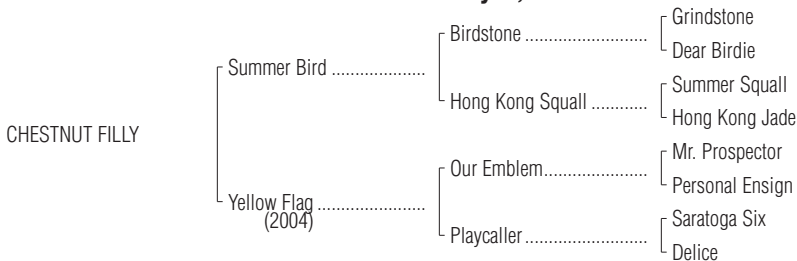 Grindstone
Birdstone ............................
Dear Birdie
Summer Bird .....................
Summer Squall
Hong Kong Squall .............
Hong Kong Jade
CHESTNUT FILLY
Mr. Prospector
Our Emblem........................
Personal Ensign
Yellow Flag ........................
(2004)
Saratoga Six
Playcaller ............................
Delice